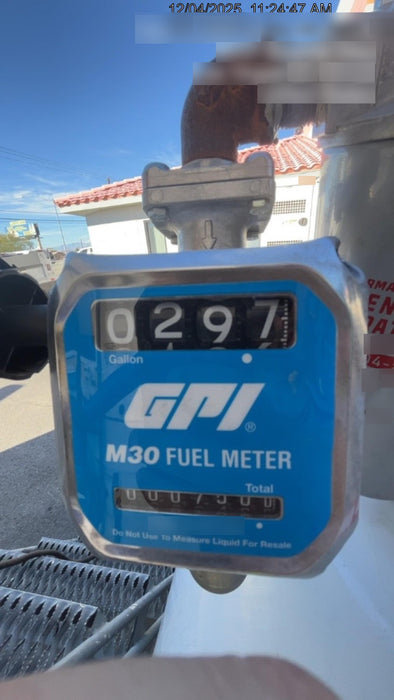 12/04/2025, 11:24:47 AM
0297
Gallon
GPI®
M30 FUEL METER
Total
Do Not Use To Measure Liquid For Resale